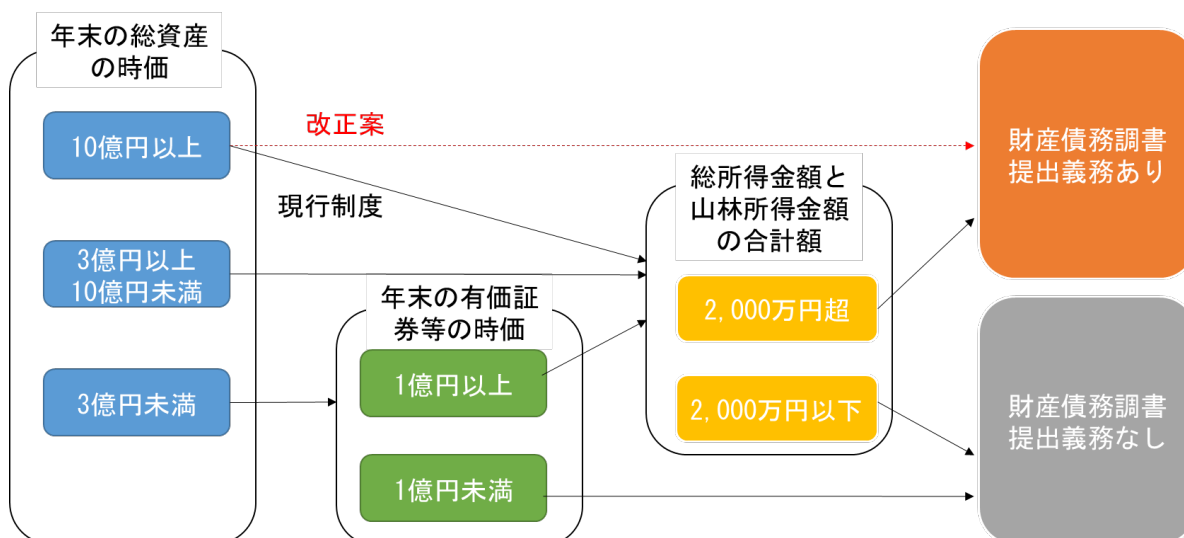 年末の総資産
の時価
10億円以上
3億円以上
10億円未満
3億円未満
改正案
現行制度
年末の有価証
券等の時価
1億円以上
1億円未満
総所得金額と
山林所得金額
の合計額
2,000万円超
2,000万円以下
財産債務調書
提出義務あり
財産債務調書
提出義務なし